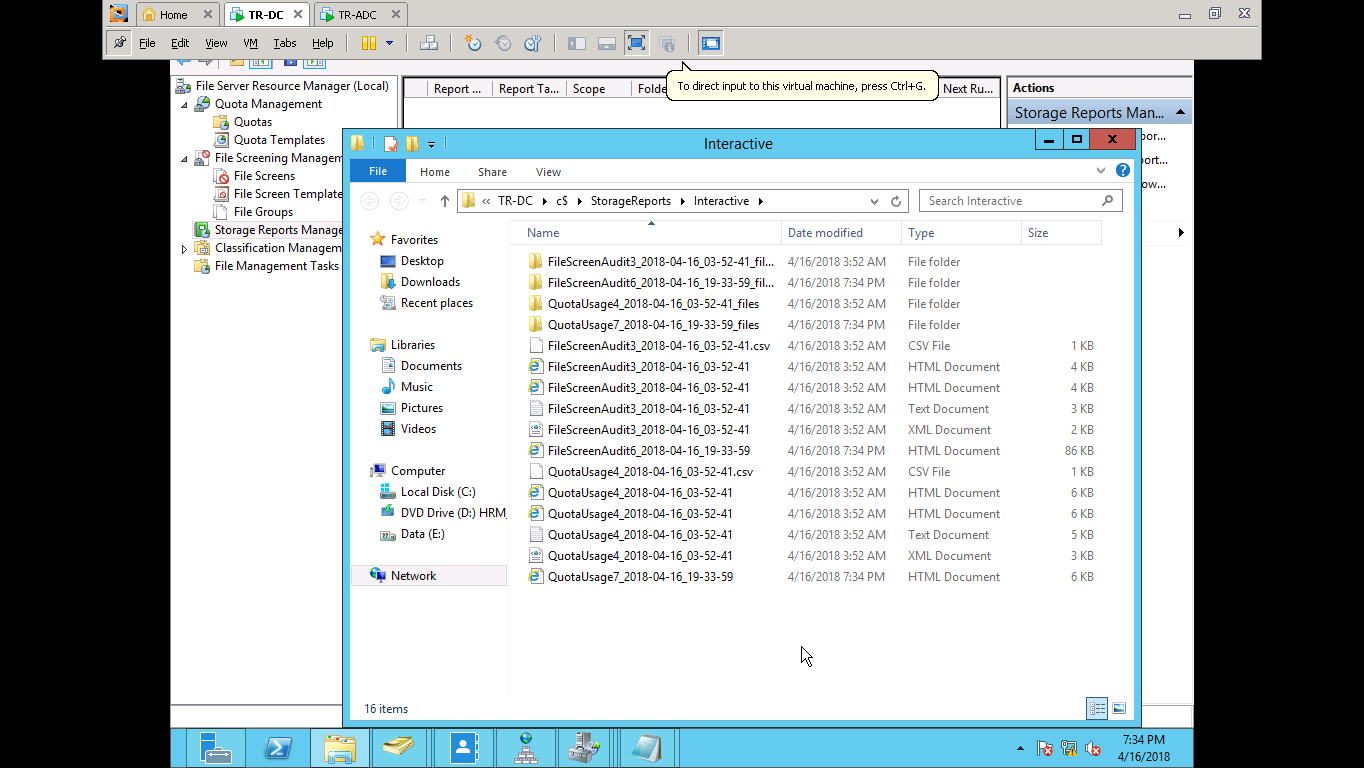 Home TR-DC TR-ADC
File Edit View VM Tabs Help
To direct input to this virtual machine, press Ctrl+G.
File Server Resource Manager (Local)
Quota Management
Quotas
Quota Templates
File Screening Managem
File Screens
File Screen Template
File Groups
Storage Reports Manage
Classification Managem
File Management Tasks
Report ... Report Ta... Scope Folde Next Ru...
Actions
Storage Reports Man...
por...
ort...
ow...
Interactive
File Home Share View
« TR-DC c$ StorageReports Interactive
Search Interactive
Favorites
Desktop
Downloads
Recent places
Libraries
Documents
Music
Pictures
Videos
Computer
Local Disk (C:)
DVD Drive (D:) HRM_
Data (E:)
Network
Name Date modified Type Size
FileScreenAudit3_2018-04-16_03-52-41_fil... 4/16/2018 3:52 AM File folder
FileScreenAudit6_2018-04-16_19-33-59_fil... 4/16/2018 7:34 PM File folder
QuotaUsage4_2018-04-16_03-52-41_files 4/16/2018 3:52 AM File folder
QuotaUsage7_2018-04-16_19-33-59_files 4/16/2018 7:34 PM File folder
FileScreenAudit3_2018-04-16_03-52-41.csv 4/16/2018 3:52 AM CSV File 1 KB
FileScreenAudit3_2018-04-16_03-52-41 4/16/2018 3:52 AM HTML Document 4 KB
FileScreenAudit3_2018-04-16_03-52-41 4/16/2018 3:52 AM HTML Document 4 KB
FileScreenAudit3_2018-04-16_03-52-41 4/16/2018 3:52 AM Text Document 3 KB
FileScreenAudit3_2018-04-16_03-52-41 4/16/2018 3:52 AM XML Document 2 KB
FileScreenAudit6_2018-04-16_19-33-59 4/16/2018 7:34 PM HTML Document 86 KB
QuotaUsage4_2018-04-16_03-52-41.csv 4/16/2018 3:52 AM CSV File 1 KB
QuotaUsage4_2018-04-16_03-52-41 4/16/2018 3:52 AM HTML Document 6 KB
QuotaUsage4_2018-04-16_03-52-41 4/16/2018 3:52 AM HTML Document 6 KB
QuotaUsage4_2018-04-16_03-52-41 4/16/2018 3:52 AM Text Document 5 KB
QuotaUsage4_2018-04-16_03-52-41 4/16/2018 3:52 AM XML Document 3 KB
QuotaUsage7_2018-04-16_19-33-59 4/16/2018 7:34 PM HTML Document 6 KB
16 items
7:34 PM
4/16/2018